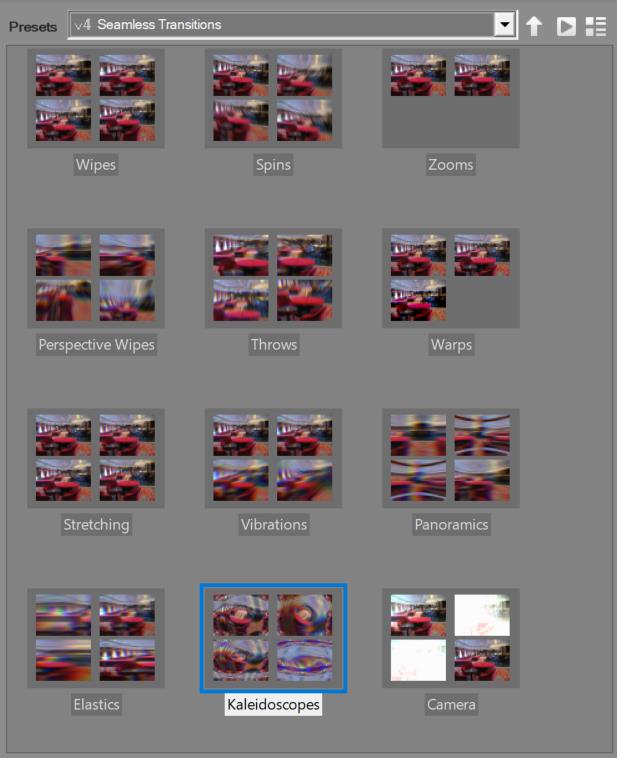 Presets v4 Seamless Transitions
Wipes Spins Zooms
Perspective Wipes Throws Warps
Stretching Vibrations Panoramics
Elastics Kaleidoscopes Camera